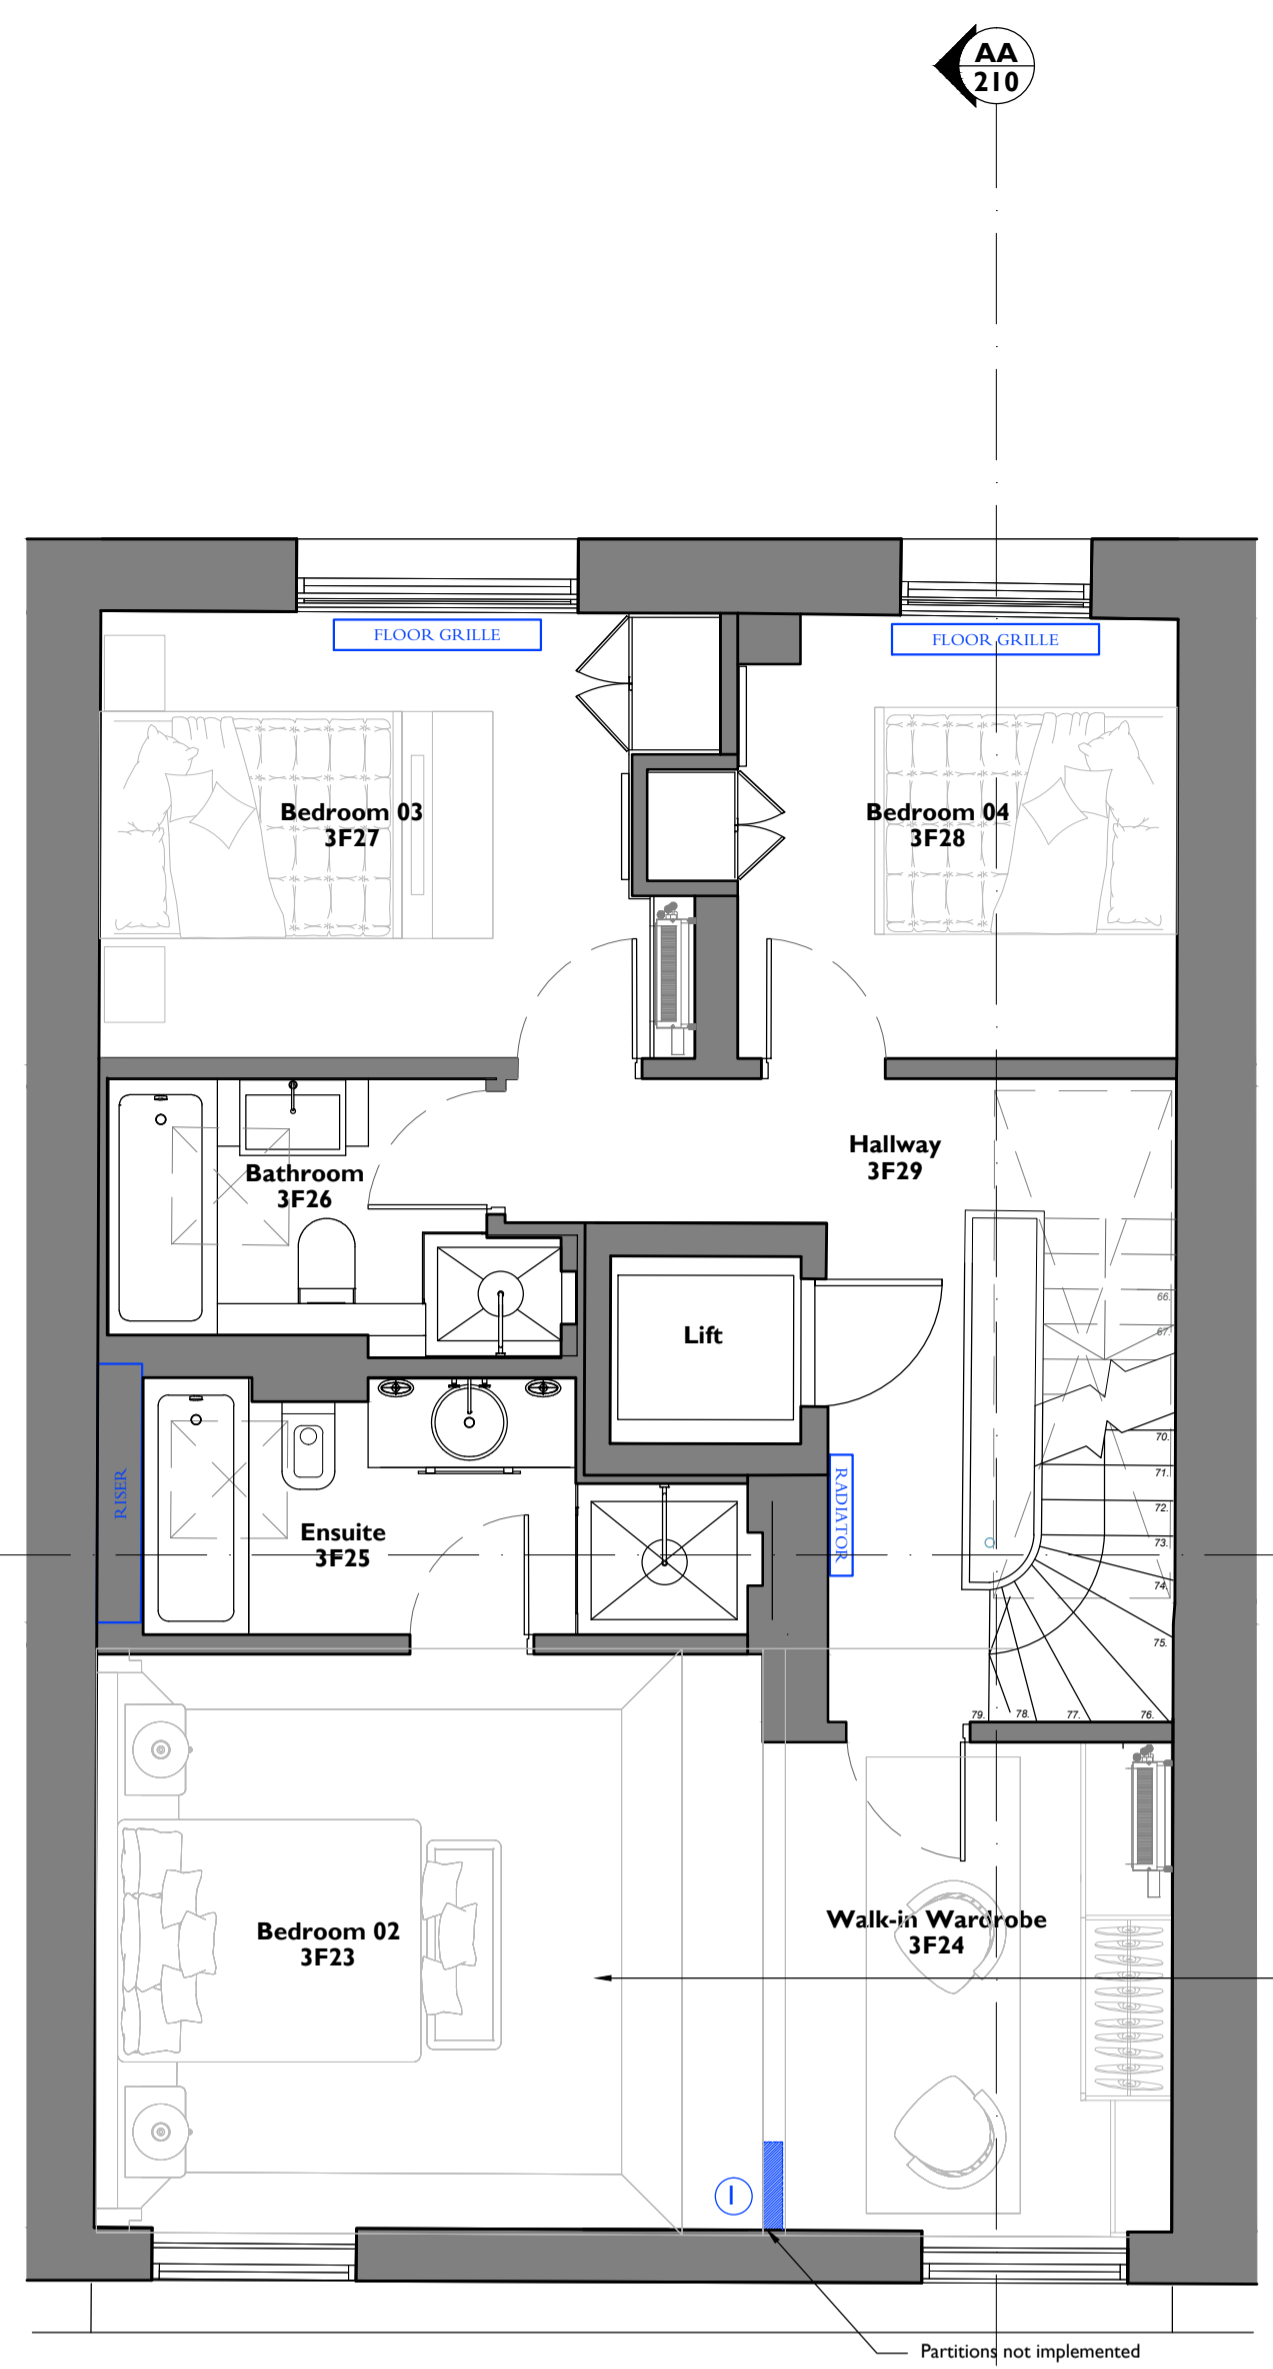 AA
210
FLOOR GRILLE
FLOOR GRILLE
Bedroom 03
3F27
Bedroom 04
3F28
Hallway
3F29
Bathroom
3F26
66.
67.
Lift
70.
71.
RISER
RADIATOR
72.
Ensuite
3F25
73.
74.
75.
79.
78.
77.
76.
Bedroom 02
3F23
Walk-in Wardrobe
3F24
1
Partitions not implemented